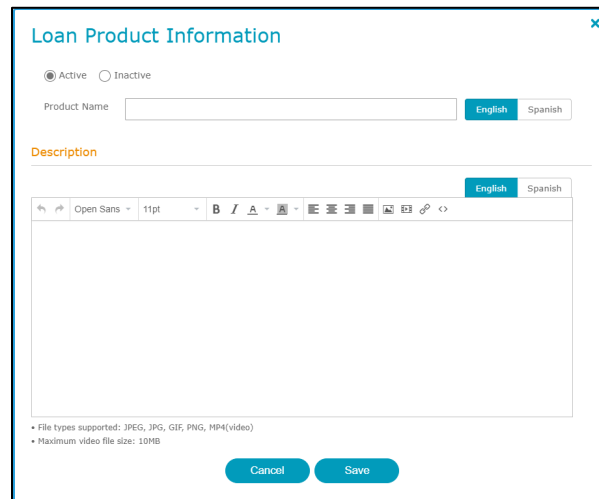 Loan Product Information
Active Inactive
Product Name English Spanish
Description
English Spanish
Open Sans 11pt B I A A
• File types supported: JPEG, JPG, GIF, PNG, MP4(video)
• Maximum video file size: 10MB
Cancel Save